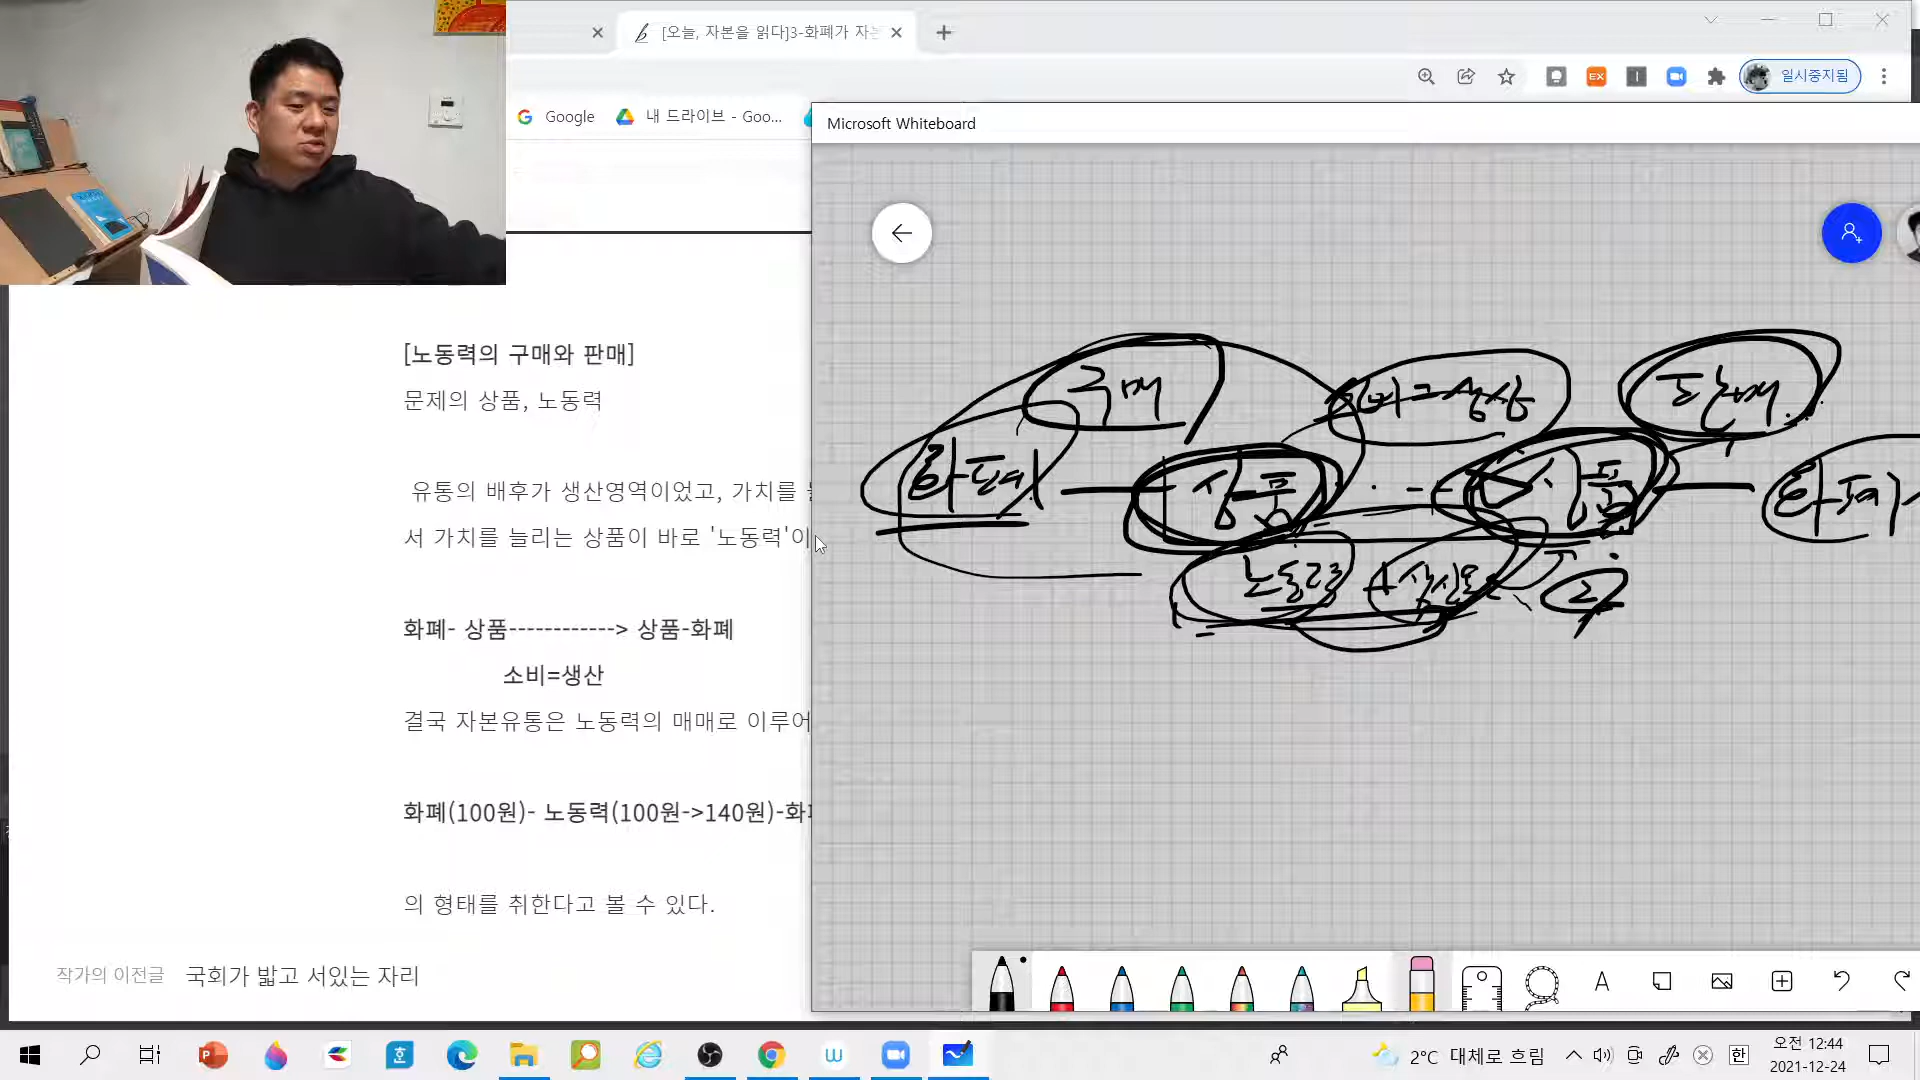 [오늘, 자본을 읽다]3-화폐가 자본
EX
일시중지됨
Google
내 드라이브 - Goo...
Microsoft Whiteboard
[노동력의 구매와 판매]
문제의 상품, 노동력
유통의 배후가 생산영역이었고, 가치를
서 가치를 늘리는 상품이 바로 '노동력'이
화폐- 상품------------> 상품-화폐
소비=생산
결국 자본유통은 노동력의 매매로 이루어
화폐(100원)- 노동력(100원->140원)-화
의 형태를 취한다고 볼 수 있다.
작가의 이전글 국회가 밟고 서있는 자리
구매
판매
화폐
상품
상품
화폐
노동력
2°C 대체로 흐림
한
오전 12:44
2021-12-24